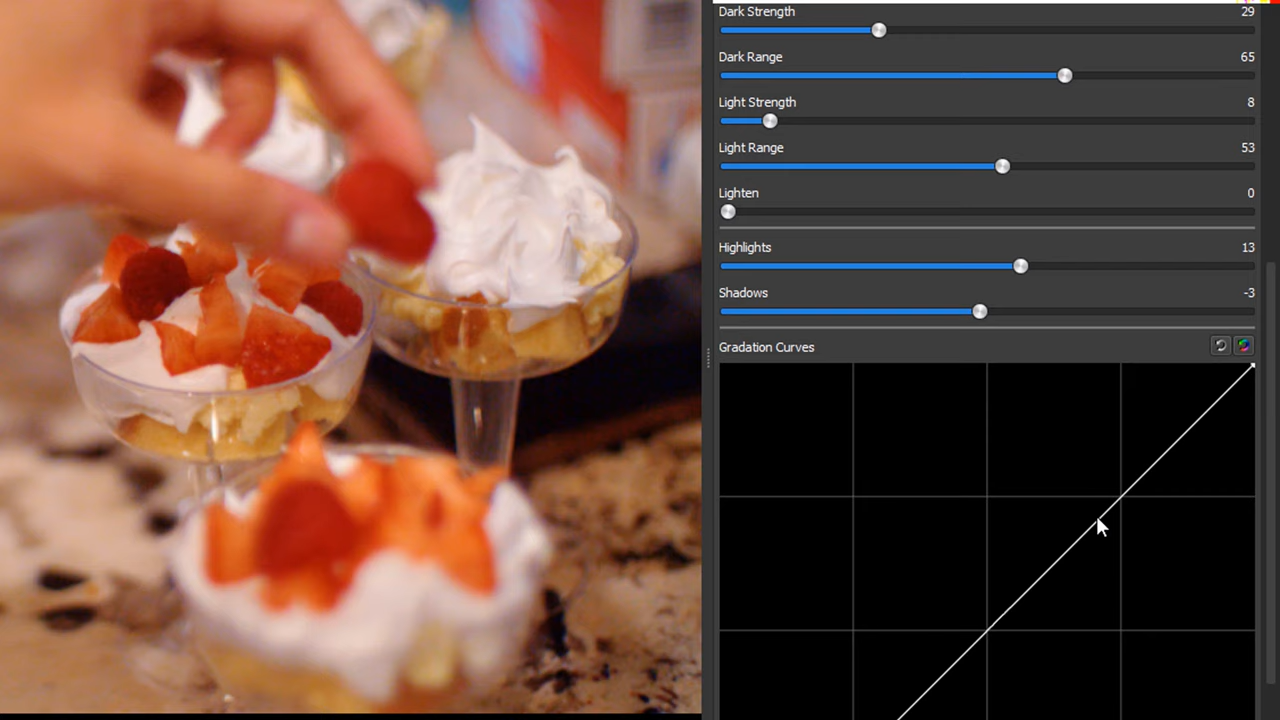 Dark Strength 29
Dark Range 65
Light Strength 8
Light Range 53
Lighten 0
Highlights 13
Shadows -3
Gradation Curves